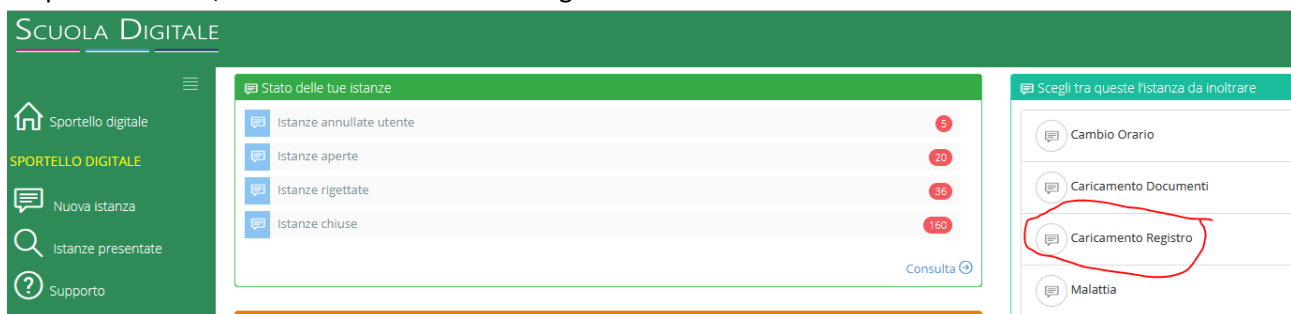 SCUOLA DIGITALE
Sportello digitale
SPORTELLO DIGITALE
Nuova istanza
Istanze presentate
Supporto
Stato delle tue istanze
Istanze annullate utente 5
Istanze aperte 20
Istanze rigettate 36
Istanze chiuse 160
Consulta
Scegli tra queste l'istanza da inoltrare
Cambio Orario
Caricamento Documenti
Caricamento Registro
Malattia